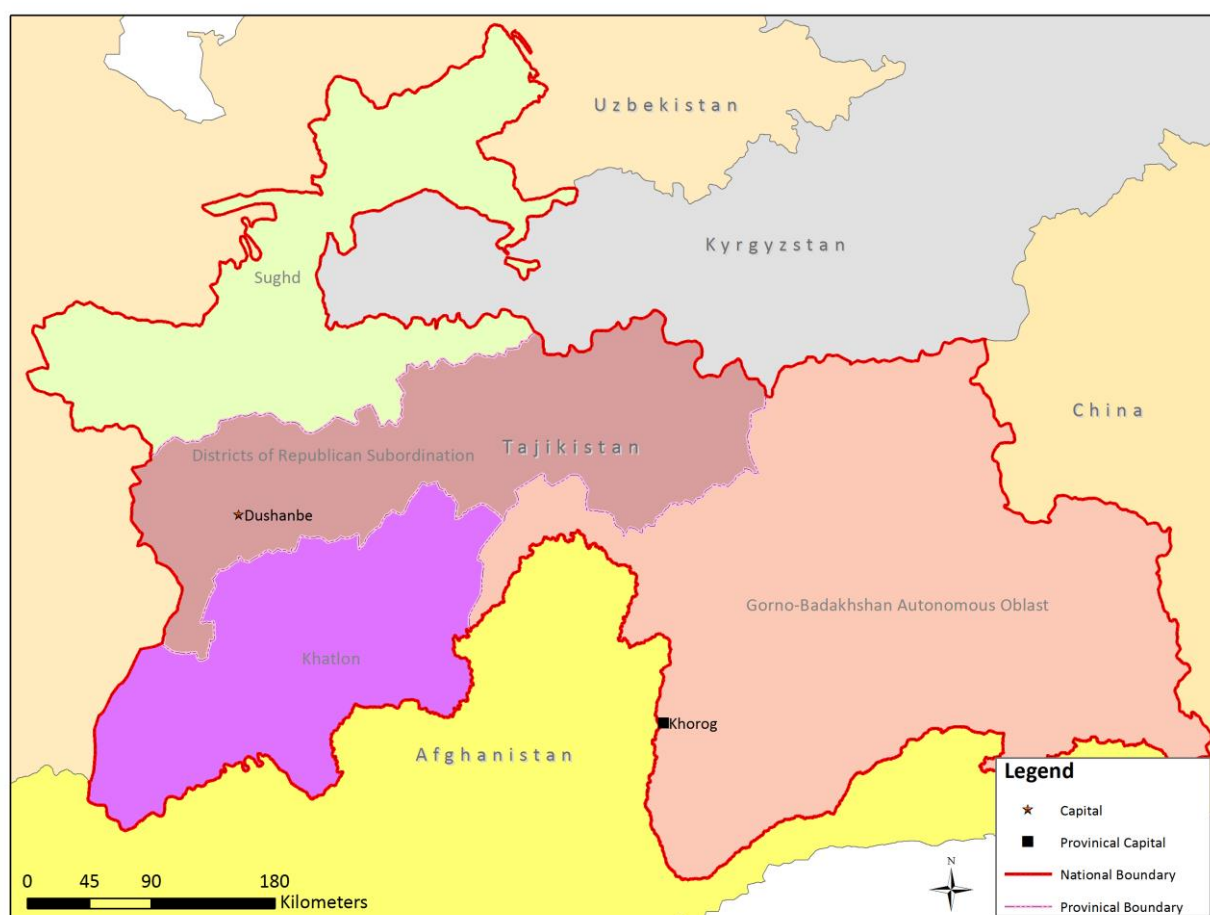 Uzbekistan
Kyrgyzstan
Sughd
China
Tajikistan
Districts of Republican Subordination
Dushanbe
Gorno-Badakhshan Autonomous Oblast
Khatlon
Khorog
Afghanistan
Legend
Capital
Provinical Capital
National Boundary
Provinical Boundary
N
0 45 90 180
Kilometers